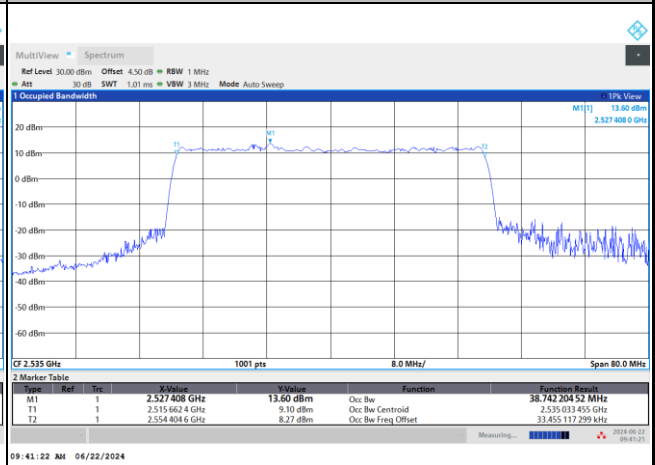 MultiView Spectrum
Ref Level 30.00 dBm Offset 4.50 dB RBW 1 MHz
Att 30 dB SWT 1.01 ms VBW 3 MHz Mode Auto Sweep
1 Occupied Bandwidth 1Pk View
M1[1] 13.60 dBm
2.527 408 0 GHz
20 dBm
T1 M1 T2
10 dBm
0 dBm
-10 dBm
-20 dBm
-30 dBm
-40 dBm
-50 dBm
-60 dBm
CF 2.535 GHz 1001 pts 8.0 MHz/ Span 80.0 MHz
2 Marker Table
Type Ref Trc X-Value Y-Value Function Function Result
M1 1 2.527 408 GHz 13.60 dBm Occ Bw 38.742 204 52 MHz
T1 1 2.515 662 4 GHz 9.10 dBm Occ Bw Centroid 2.535 033 455 GHz
T2 1 2.554 404 6 GHz 8.27 dBm Occ Bw Freq Offset 33.455 117 299 kHz
Measuring... 2024-06-22
09:41:21
09:41:22 AM 06/22/2024